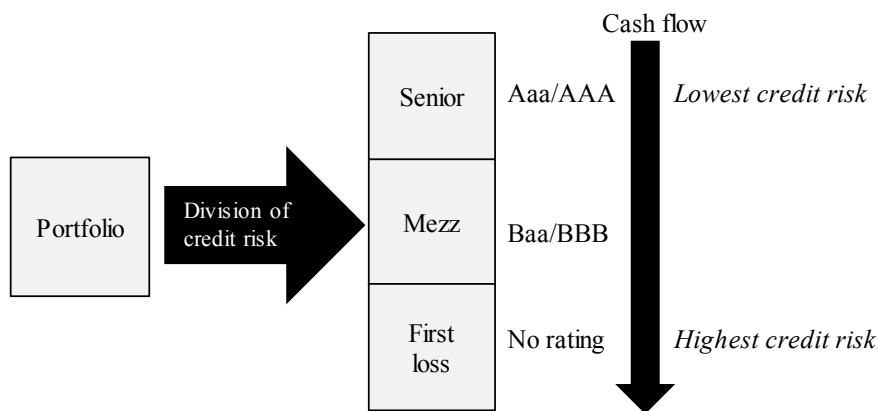 Cash flow
Senior
Aaa/AAA
Lowest credit risk
Portfolio
Division of
credit risk
Mezz
Baa/BBB
First
loss
No rating
Highest credit risk